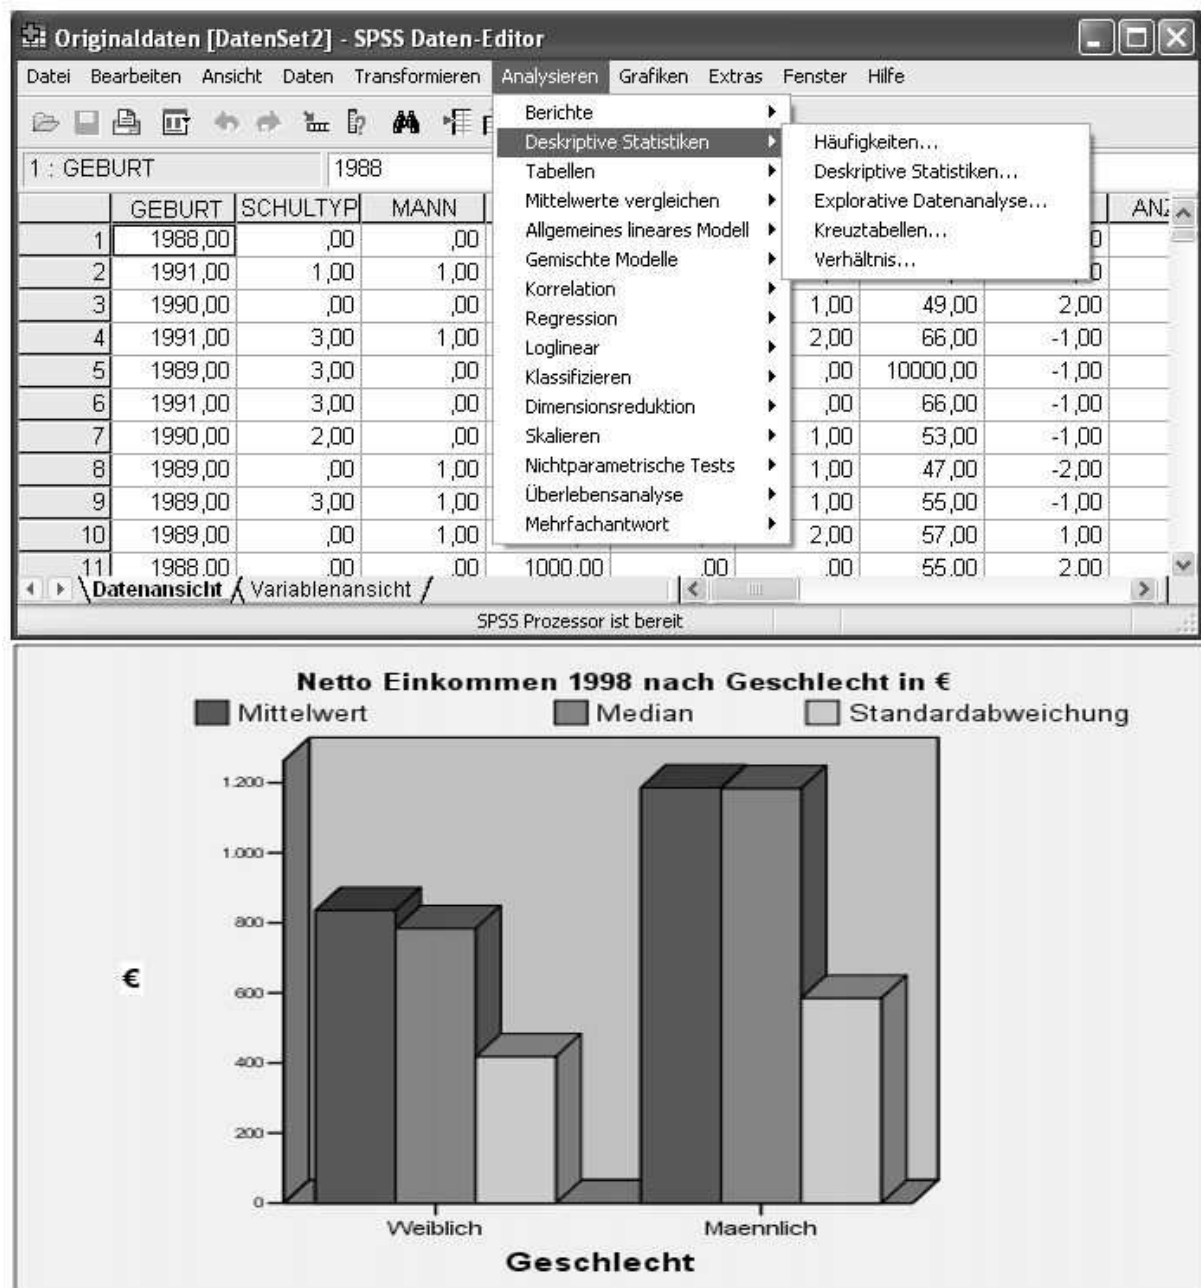 Originaldaten [DatenSet2] - SPSS Daten-Editor
Datei Bearbeiten Ansicht Daten Transformieren Analysieren Grafiken Extras Fenster Hilfe
1 : GEBURT 1988
Berichte
Deskriptive Statistiken
Tabellen
Mittelwerte vergleichen
Allgemeines lineares Modell
Gemischte Modelle
Korrelation
Regression
Loglinear
Klassifizieren
Dimensionsreduktion
Skalieren
Nichtparametrische Tests
Überlebensanalyse
Mehrfachantwort
Häufigkeiten...
Deskriptive Statistiken...
Explorative Datenanalyse...
Kreuztabellen...
Verhältnis...
GEBURT SCHULTYP MANN
1 1988,00 ,00 ,00
2 1991,00 1,00 1,00
3 1990,00 ,00 ,00 1,00 49,00 2,00
4 1991,00 3,00 1,00 2,00 66,00 -1,00
5 1989,00 3,00 ,00 ,00 10000,00 -1,00
6 1991,00 3,00 ,00 ,00 66,00 -1,00
7 1990,00 2,00 ,00 1,00 53,00 -1,00
8 1989,00 ,00 1,00 1,00 47,00 -2,00
9 1989,00 3,00 1,00 1,00 55,00 -1,00
10 1989,00 ,00 1,00 2,00 57,00 1,00
11 1988,00 ,00 ,00 1000,00 ,00 ,00 55,00 2,00
Datenansicht Variablenansicht
SPSS Prozessor ist bereit
Netto Einkommen 1998 nach Geschlecht in €
Mittelwert Median Standardabweichung
1.200
1.000
800
600
400
200
0
€
Weiblich Maennlich
Geschlecht